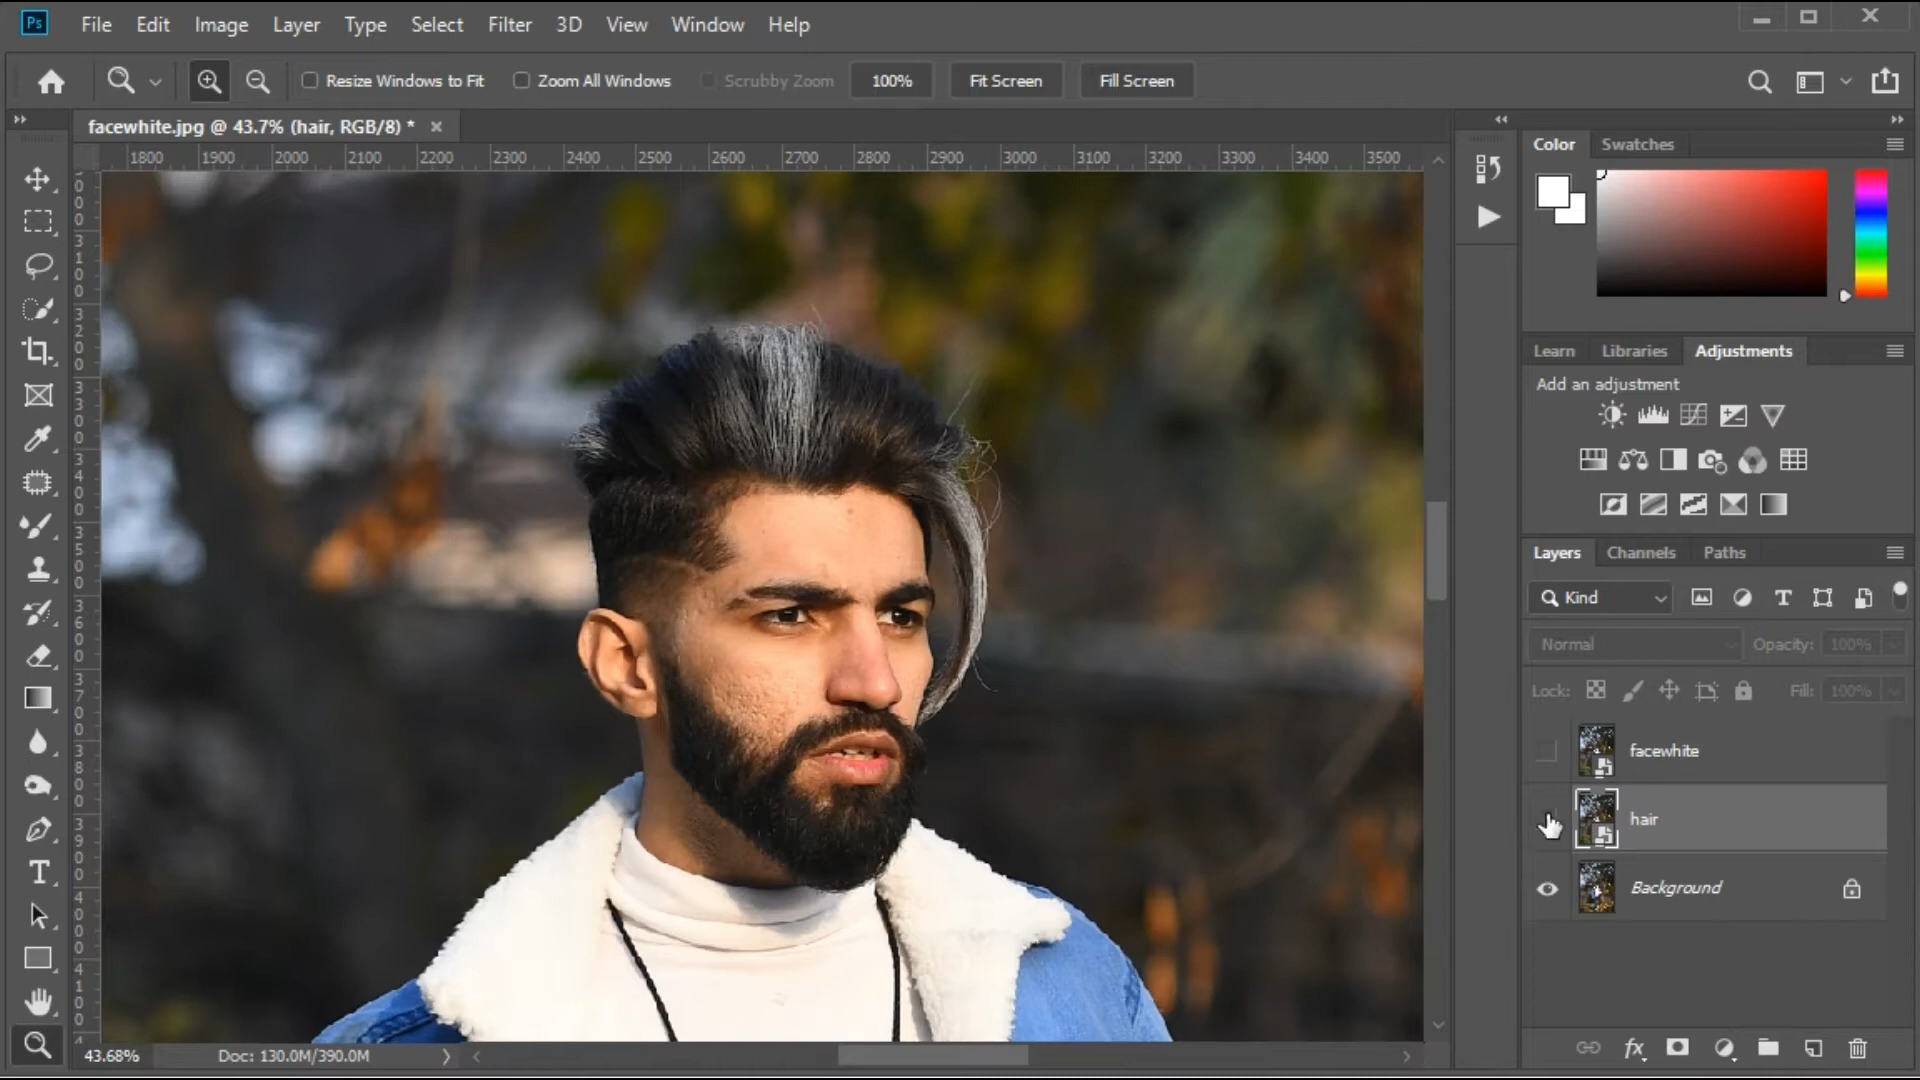 Ps File Edit Image Layer Type Select Filter 3D View Window Help
Resize Windows to Fit Zoom All Windows Scrubby Zoom 100% Fit Screen Fill Screen
facewhite.jpg @ 43.7% (hair, RGB/8) *
1800 1900 2000 2100 2200 2300 2400 2500 2600 2700 2800 2900 3000 3100 3200 3300 3400 3500
Color Swatches
Learn Libraries Adjustments
Add an adjustment
Layers Channels Paths
Kind
Normal Opacity: 100%
Lock: Fill: 100%
facewhite
hair
Background
43.68% Doc: 130.0M/390.0M